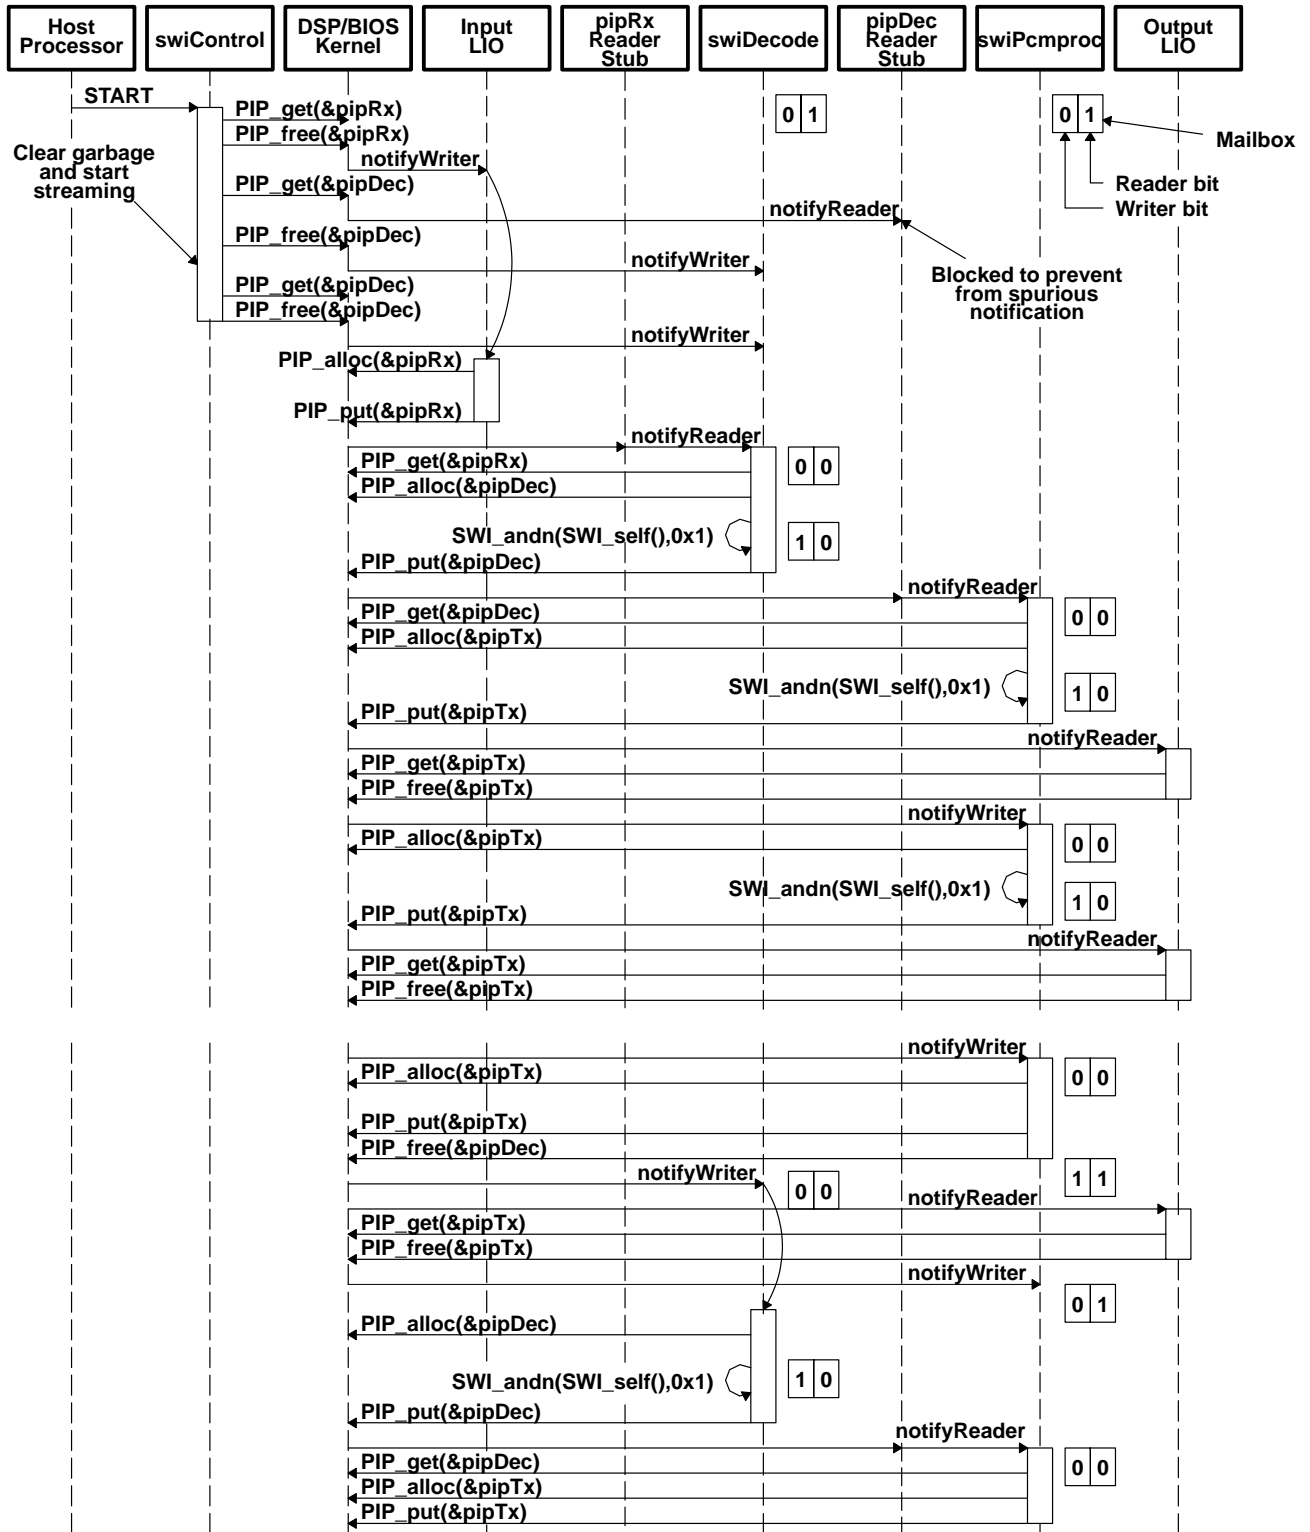 Host
Processor
swiControl
DSP/BIOS
Kernel
Input
LIO
pipRx
Reader
Stub
swiDecode
pipDec
Reader
Stub
swiPcmproc
Output
LIO
START
PIP_get(&pipRx)
0 1
0 1
PIP_free(&pipRx)
Mailbox
Clear garbage
and start
streaming
notifyWriter
PIP_get(&pipDec)
Reader bit
Writer bit
notifyReader
PIP_free(&pipDec)
notifyWriter
Blocked to prevent
from spurious
notification
PIP_get(&pipDec)
PIP_free(&pipDec)
notifyWriter
PIP_alloc(&pipRx)
PIP_put(&pipRx)
notifyReader
PIP_get(&pipRx)
0 0
PIP_alloc(&pipDec)
SWI_andn(SWI_self(),0x1)
1 0
PIP_put(&pipDec)
notifyReader
PIP_get(&pipDec)
0 0
PIP_alloc(&pipTx)
SWI_andn(SWI_self(),0x1)
1 0
PIP_put(&pipTx)
notifyReader
PIP_get(&pipTx)
PIP_free(&pipTx)
notifyWriter
PIP_alloc(&pipTx)
0 0
SWI_andn(SWI_self(),0x1)
1 0
PIP_put(&pipTx)
notifyReader
PIP_get(&pipTx)
PIP_free(&pipTx)
notifyWriter
PIP_alloc(&pipTx)
0 0
PIP_put(&pipTx)
PIP_free(&pipDec)
notifyWriter
1 1
0 0
notifyReader
PIP_get(&pipTx)
PIP_free(&pipTx)
notifyWriter
0 1
PIP_alloc(&pipDec)
SWI_andn(SWI_self(),0x1)
1 0
PIP_put(&pipDec)
notifyReader
PIP_get(&pipDec)
0 0
PIP_alloc(&pipTx)
PIP_put(&pipTx)